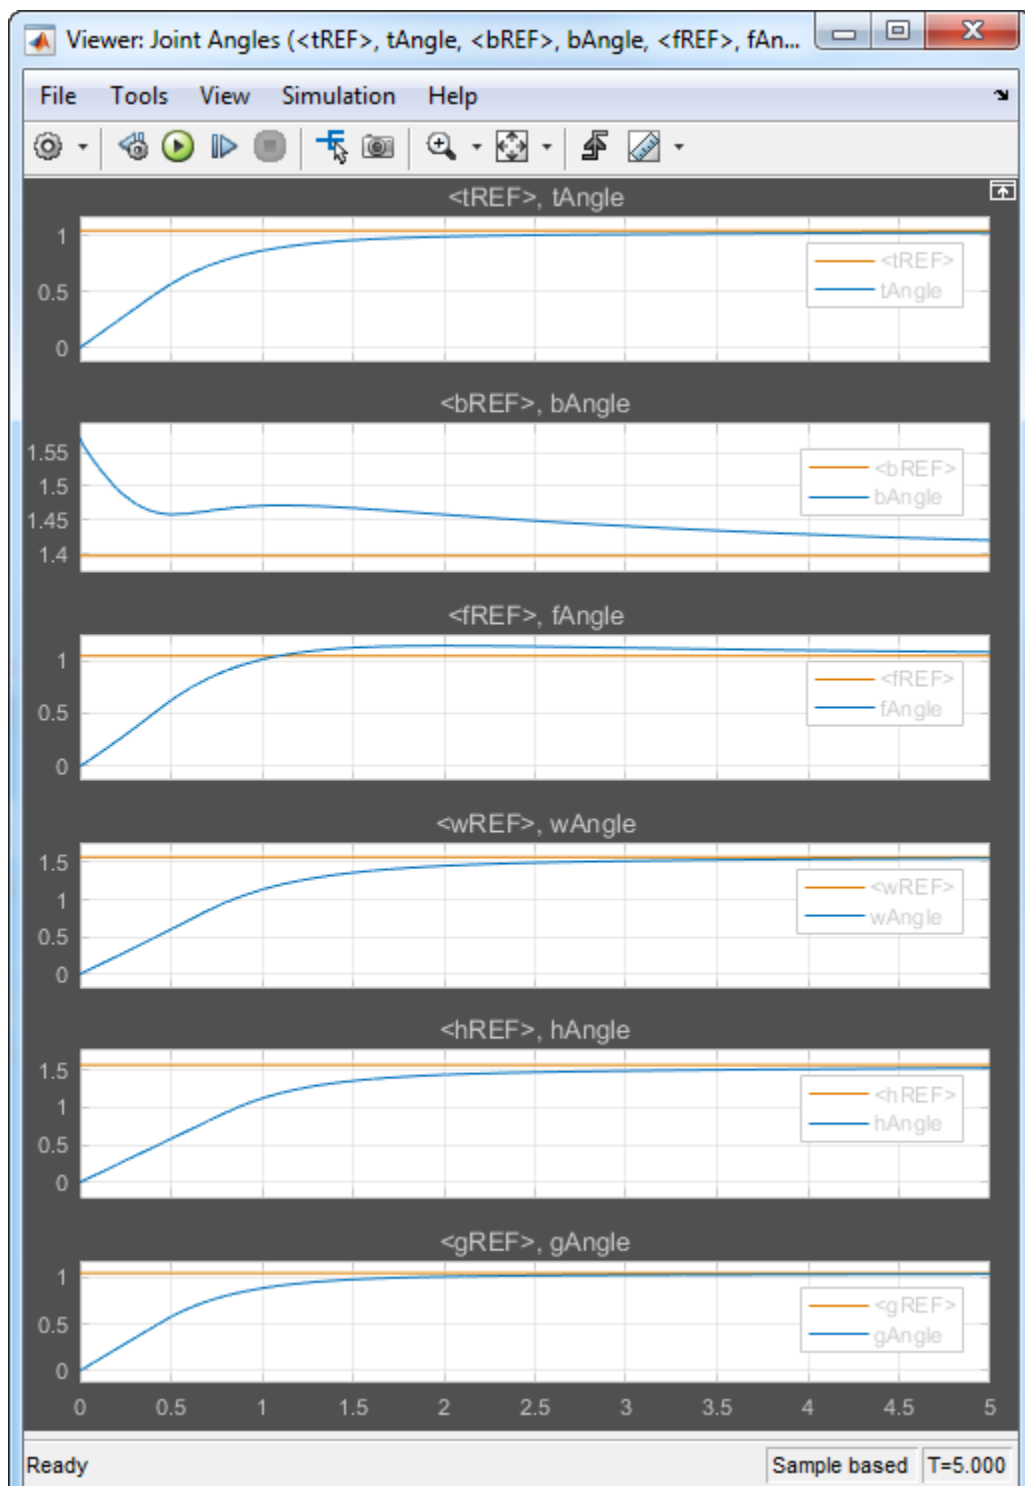 Viewer: Joint Angles (<tREF>, tAngle, <bREF>, bAngle, <fREF>, fAn...
File Tools View Simulation Help
<tREF>, tAngle
1
0.5
0
<tREF>
tAngle
<bREF>, bAngle
1.55
1.5
1.45
1.4
<bREF>
bAngle
<fREF>, fAngle
1
0.5
0
<fREF>
fAngle
<wREF>, wAngle
1.5
1
0.5
0
<wREF>
wAngle
<hREF>, hAngle
1.5
1
0.5
0
<hREF>
hAngle
<gREF>, gAngle
1
0.5
0
<gREF>
gAngle
0 0.5 1 1.5 2 2.5 3 3.5 4 4.5 5
Ready Sample based T=5.000